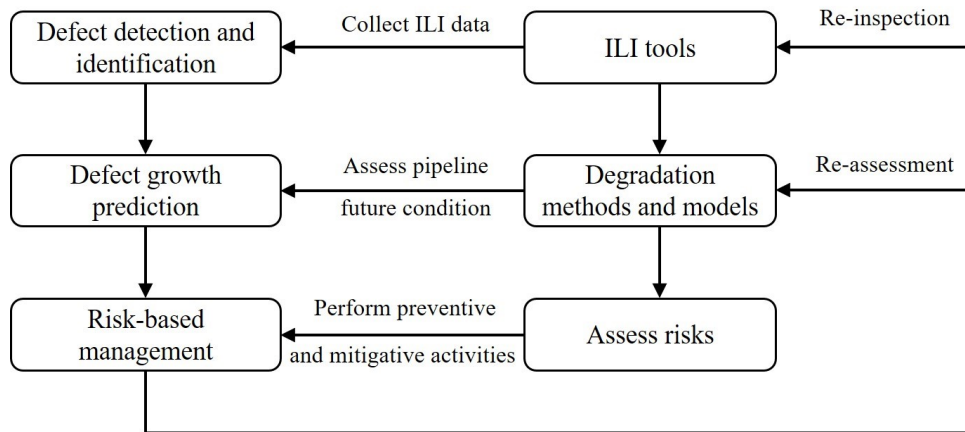 Defect detection and
identification
Collect ILI data
ILI tools
Re-inspection
Defect growth
prediction
Assess pipeline
future condition
Degradation
methods and models
Re-assessment
Risk-based
management
Perform preventive
and mitigative activities
Assess risks